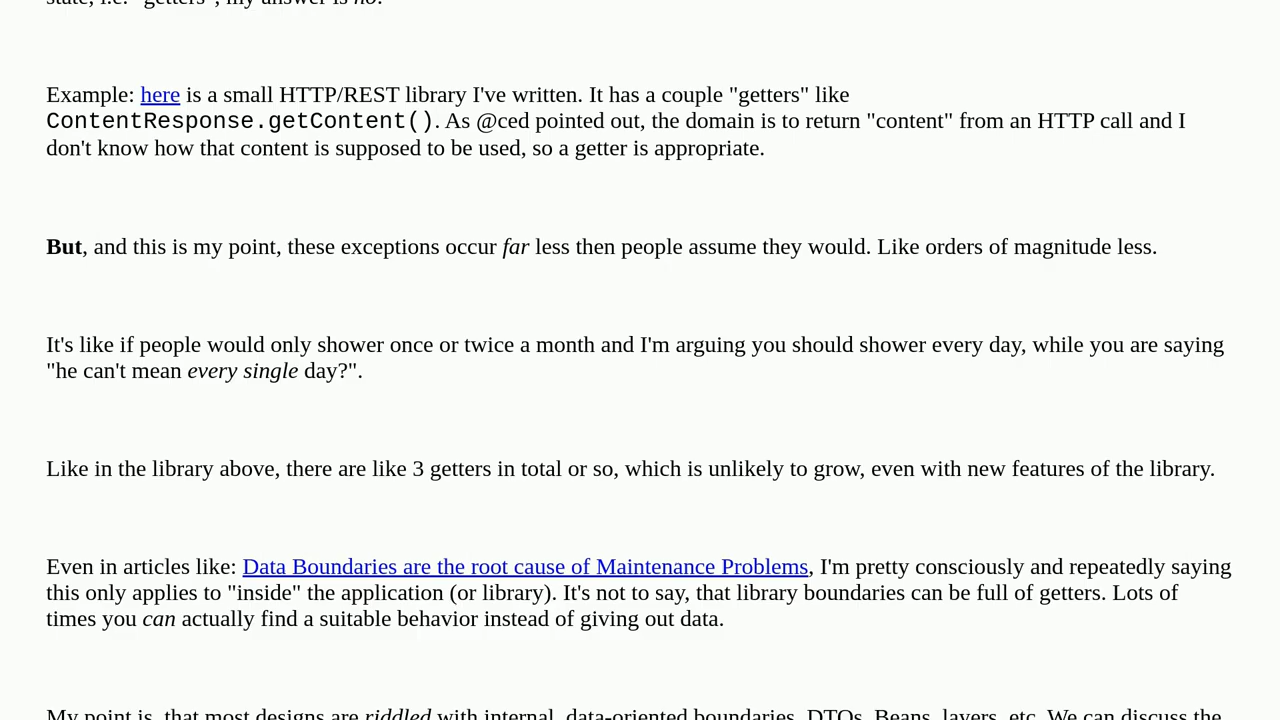 state, i.e. "getters", my answer is no.
Example: here is a small HTTP/REST library I've written. It has a couple "getters" like
ContentResponse.getContent(). As @ced pointed out, the domain is to return "content" from an HTTP call and I
don't know how that content is supposed to be used, so a getter is appropriate.
But, and this is my point, these exceptions occur far less then people assume they would. Like orders of magnitude less.
It's like if people would only shower once or twice a month and I'm arguing you should shower every day, while you are saying
"he can't mean every single day?".
Like in the library above, there are like 3 getters in total or so, which is unlikely to grow, even with new features of the library.
Even in articles like: Data Boundaries are the root cause of Maintenance Problems, I'm pretty consciously and repeatedly saying
this only applies to "inside" the application (or library). It's not to say, that library boundaries can be full of getters. Lots of
times you can actually find a suitable behavior instead of giving out data.
My point is, that most designs are riddled with internal, data-oriented boundaries, DTOs, Beans, layers, etc. We can discuss the